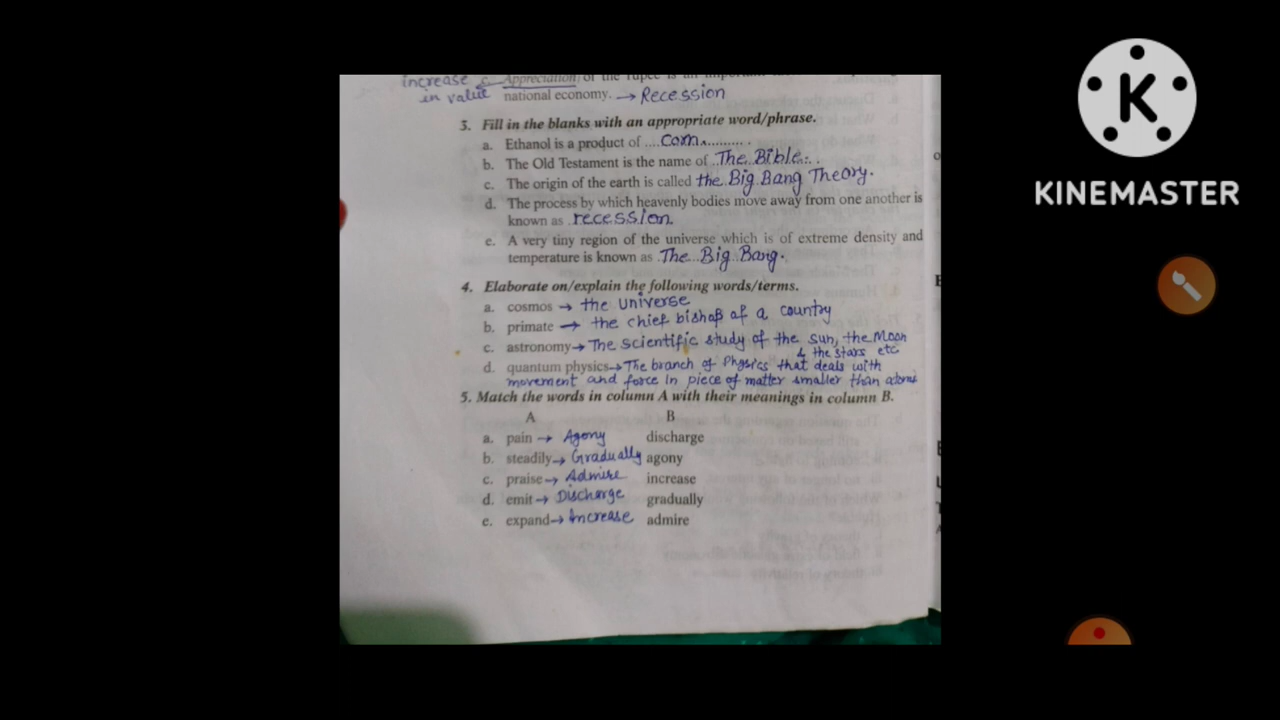 increase c. Appreciation of the rupee is an important
in value national economy. → Recession
3. Fill in the blanks with an appropriate word/phrase.
a. Ethanol is a product of ....Corn..........
b. The Old Testament is the name of .The Bible...
c. The origin of the earth is called the Big Bang Theory.
d. The process by which heavenly bodies move away from one another is
known as .recession.
e. A very tiny region of the universe which is of extreme density and
temperature is known as .The...Big Bang.
4. Elaborate on/explain the following words/terms.
a. cosmos → the universe
b. primate → the chief bishop of a country
c. astronomy → The scientific study of the sun, the Moon
& the stars etc
d. quantum physics → The branch of Physics that deals with
movement and force in piece of matter smaller than atoms
5. Match the words in column A with their meanings in column B.
A B
a. pain → Agony discharge
b. steadily → Gradually agony
c. praise → Admire increase
d. emit → Discharge gradually
e. expand → Increase admire
K
KINEMASTER